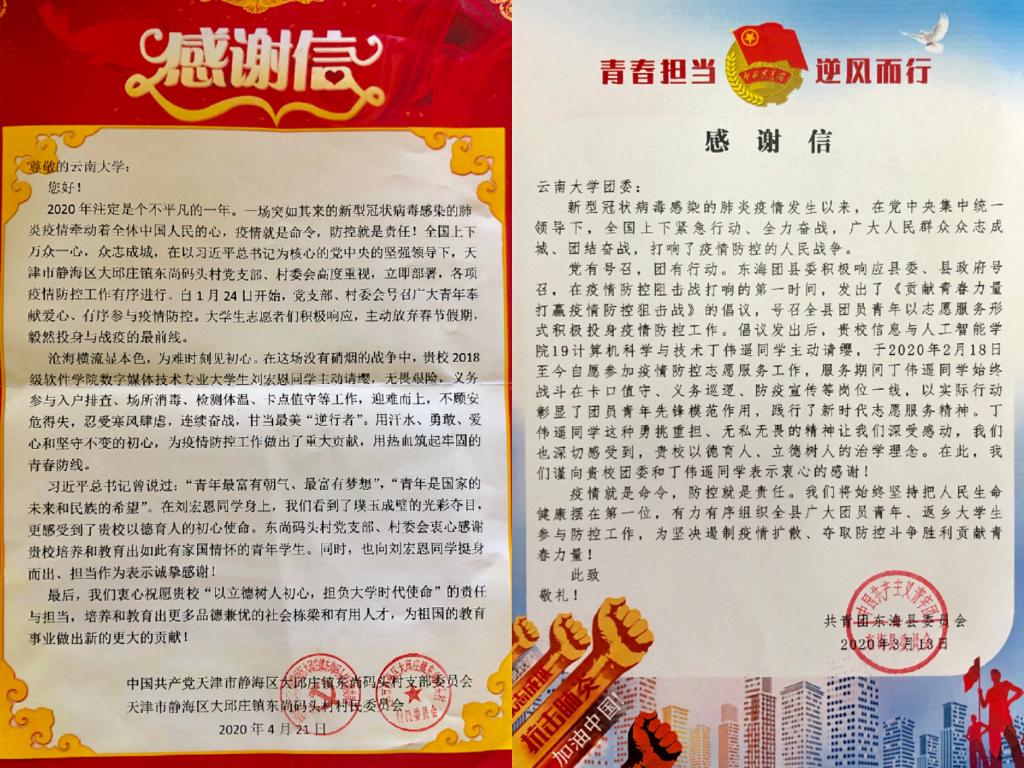 感谢信
尊敬的云南大学：
您好！
2020 年注定是个不平凡的一年。一场突如其来的新型冠状病毒感染的肺
炎疫情牵动着全体中国人民的心，疫情就是命令，防控就是责任！全国上下
万众一心，众志成城，在以习近平总书记为核心的党中央的坚强领导下，天
津市静海区大邱庄镇东尚码头村党支部、村委会高度重视，立即部署，各项
疫情防控工作有序进行。自 1 月 24 日开始，党支部、村委会号召广大青年奉
献爱心、有序参与疫情防控。大学生志愿者们积极响应，主动放弃春节假期，
毅然投身与战疫的最前线。
沧海横流显本色，为难时刻见初心。在这场没有硝烟的战争中，贵校 2018
级软件学院数字媒体技术专业大学生刘宏恩同学主动请缨，无畏艰险，义务
参与入户排查、场所消毒、检测体温、卡点值守等工作，迎难而上，不顾安
危得失，忍受寒风肆虐，连续奋战，甘当最美“逆行者”。用汗水、勇敢、爱
心和坚守不变的初心，为疫情防控工作做出了重大贡献，用热血筑起牢固的
青春防线。
习近平总书记曾说过：“青年最富有朝气、最富有梦想”，“青年是国家的
未来和民族的希望”。在刘宏恩同学身上，我们看到了璞玉成璧的光彩夺目，
更感受到了贵校以德育人的初心使命。东尚码头村党支部、村委会衷心感谢
贵校培养和教育出如此有家国情怀的青年学生。同时，也向刘宏恩同学挺身
而出、担当作为表示诚挚感谢！
最后，我们衷心祝愿贵校“以立德树人初心，担负大学时代使命”的责任
与担当，培养和教育出更多品德兼优的社会栋梁和有用人才，为祖国的教育
事业做出新的更大的贡献！
中国共产党天津市静海区大邱庄镇东尚码头村支部委员会
天津市静海区大邱庄镇东尚码头村村民委员会
2020 年 4 月 21 日
青春担当 逆风而行
感谢信
云南大学团委：
新型冠状病毒感染的肺炎疫情发生以来，在党中央集中统一
领导下，全国上下紧急行动、全力奋战，广大人民群众众志成
城、团结奋战，打响了疫情防控的人民战争。
党有号召，团有行动。东海团县委积极响应县委、县政府号
召，在疫情防控阻击战打响的第一时间，发出了《贡献青春力量
打赢疫情防控阻击战》的倡议，号召全县团员青年以志愿服务形
式积极投身疫情防控工作。倡议发出后，贵校信息与人工智能学
院19计算机科学与技术丁伟遥同学主动请缨，于2020年2月18日
至今自愿参加疫情防控志愿服务工作，服务期间丁伟遥同学始终
战斗在卡口值守、义务巡逻、防疫宣传等岗位一线，以实际行动
彰显了团员青年先锋模范作用，践行了新时代志愿服务精神。丁
伟遥同学这种勇挑重担、无私无畏的精神让我们深受感动，我们
也深切感受到，贵校以德育人、立德树人的治学理念。在此，我
们谨向贵校团委和丁伟遥同学表示衷心的感谢！
疫情就是命令，防控就是责任。我们将始终坚持把人民生命
健康摆在第一位，有力有序组织全县广大团员青年、返乡大学生
参与防控工作，为坚决遏制疫情扩散、夺取防控斗争胜利贡献青
春力量！
此致
敬礼！
共青团东海县委员会
2020年3月13日
中国共产主义青年团
东海县委员会
抗击肺炎
加油中国